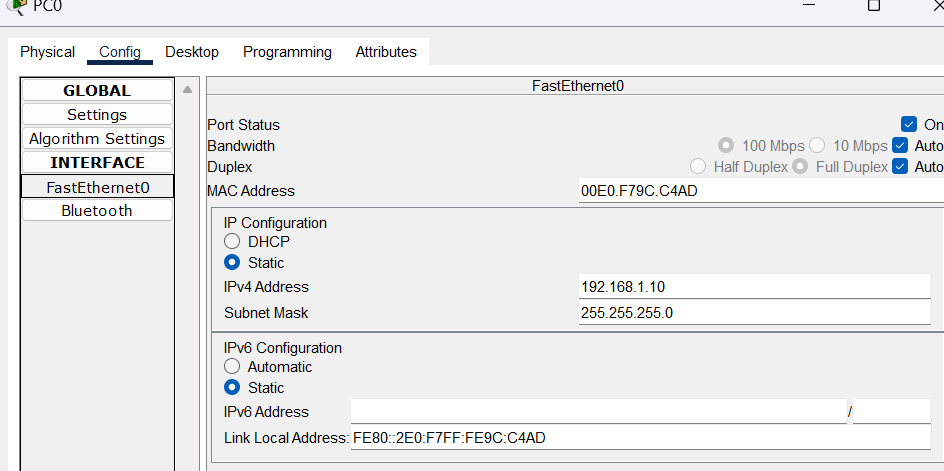 PC0
Physical Config Desktop Programming Attributes
GLOBAL
Settings
Algorithm Settings
INTERFACE
FastEthernet0
Bluetooth
FastEthernet0
Port Status On
Bandwidth 100 Mbps 10 Mbps Auto
Duplex Half Duplex Full Duplex Auto
MAC Address 00E0.F79C.C4AD
IP Configuration
DHCP
Static
IPv4 Address 192.168.1.10
Subnet Mask 255.255.255.0
IPv6 Configuration
Automatic
Static
IPv6 Address /
Link Local Address: FE80::2E0:F7FF:FE9C:C4AD